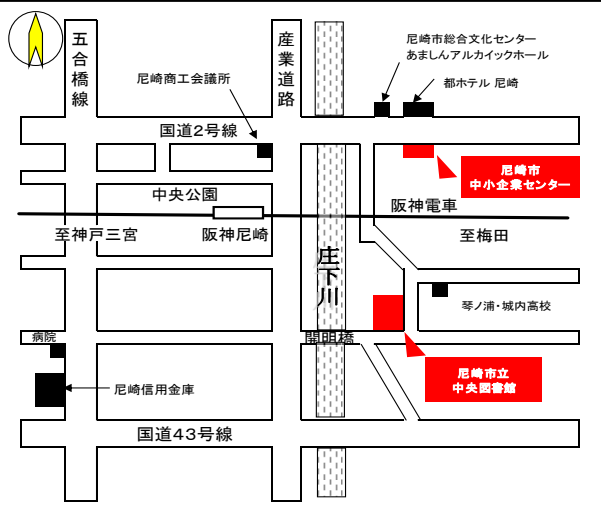 五合橋線
産業道路
尼崎市総合文化センター
あましんアルカイックホール
尼崎商工会議所
都ホテル 尼崎
国道2号線
尼崎市
中小企業センター
中央公園
阪神電車
至神戸三宮
阪神尼崎
至梅田
庄下川
琴ノ浦・城内高校
病院
開明橋
尼崎市立
中央図書館
尼崎信用金庫
国道43号線